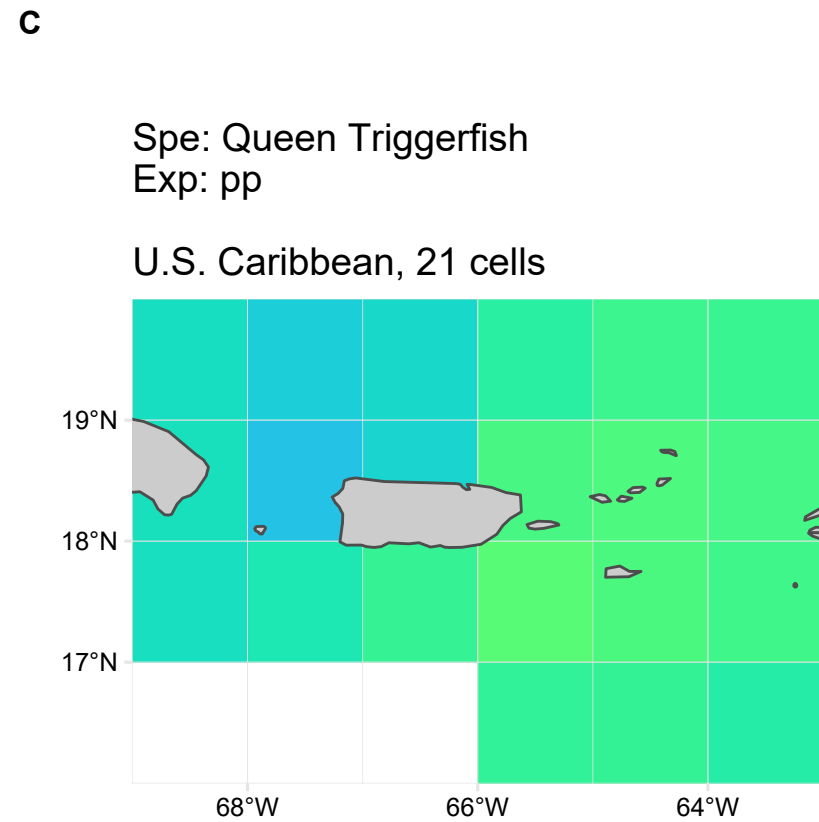 C
Spe: Queen Triggerfish
Exp: pp
U.S. Caribbean, 21 cells
19°N
18°N
17°N
68°W 66°W 64°W